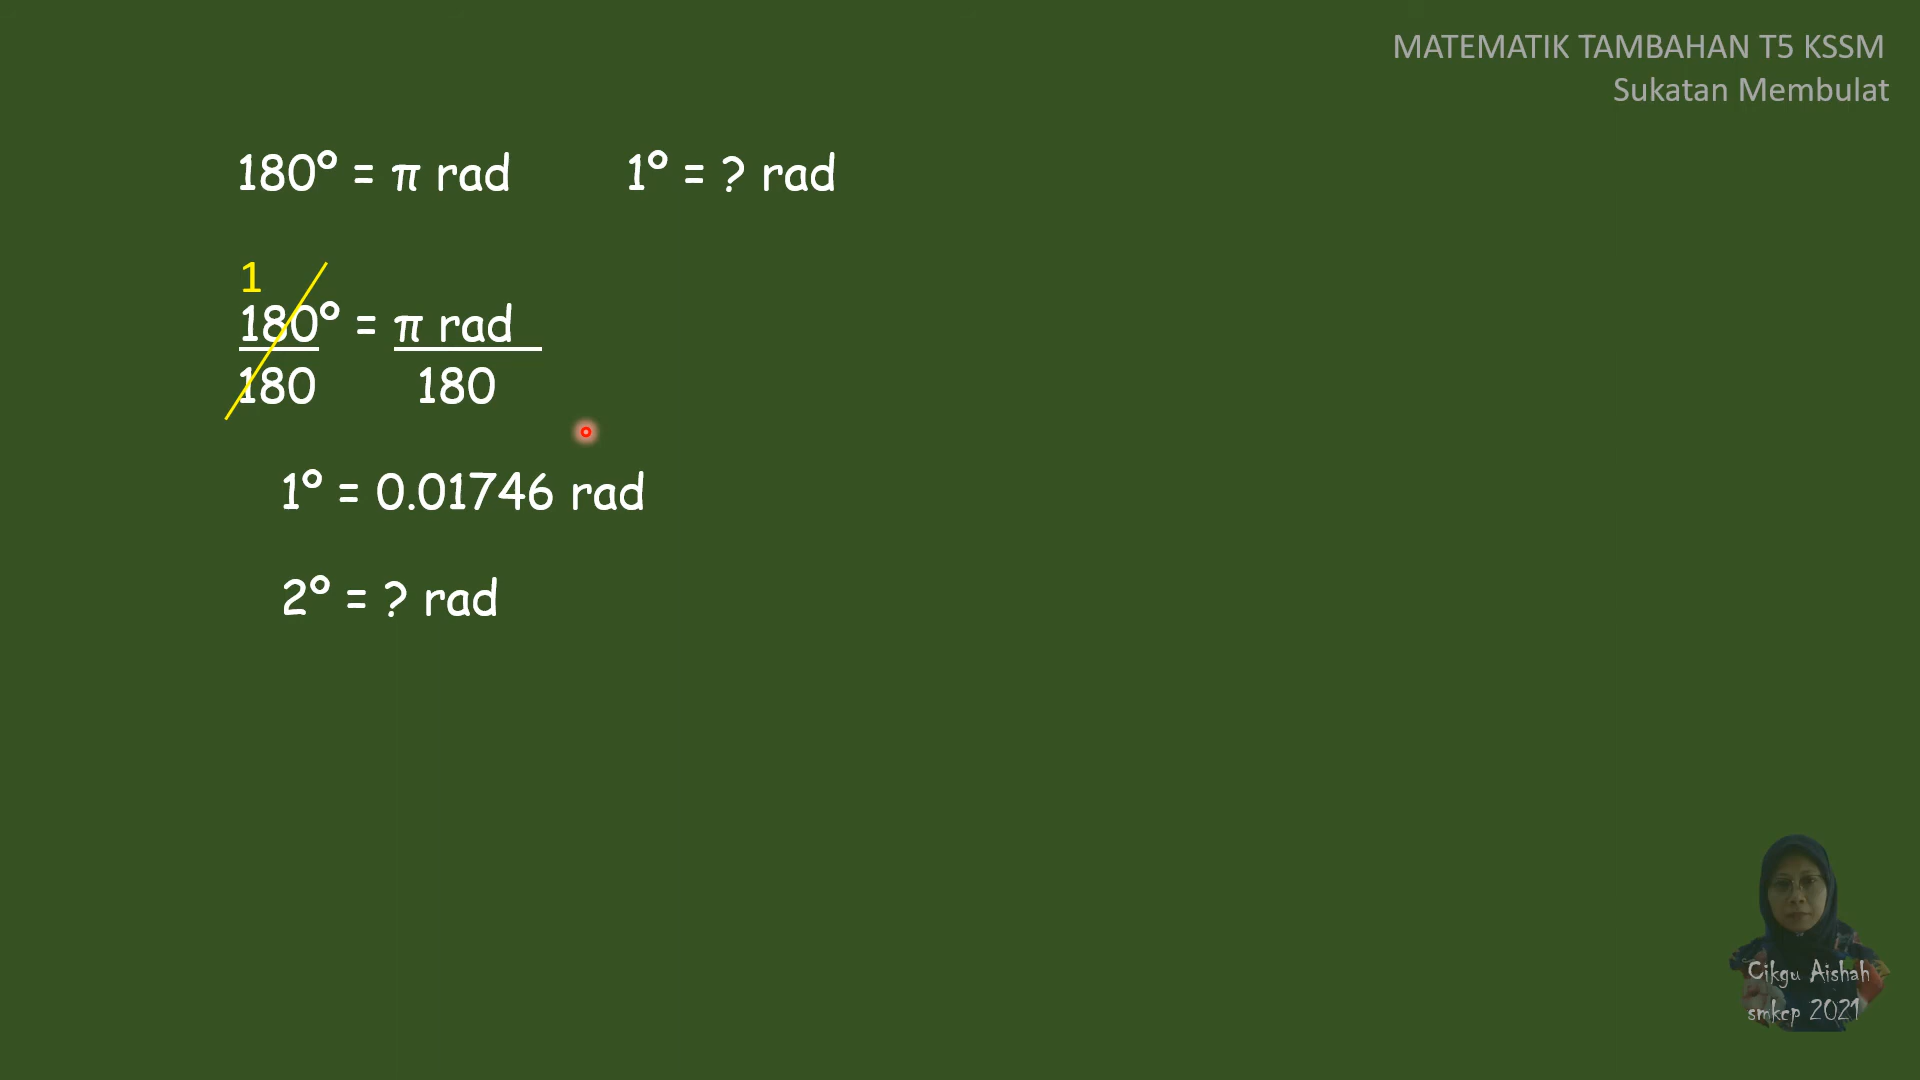 MATEMATIK TAMBAHAN T5 KSSM
Sukatan Membulat
180° = π rad 1° = ? rad
1
180° = π rad
180 180
1° = 0.01746 rad
2° = ? rad
Cikgu Aishah
smkcp 2021